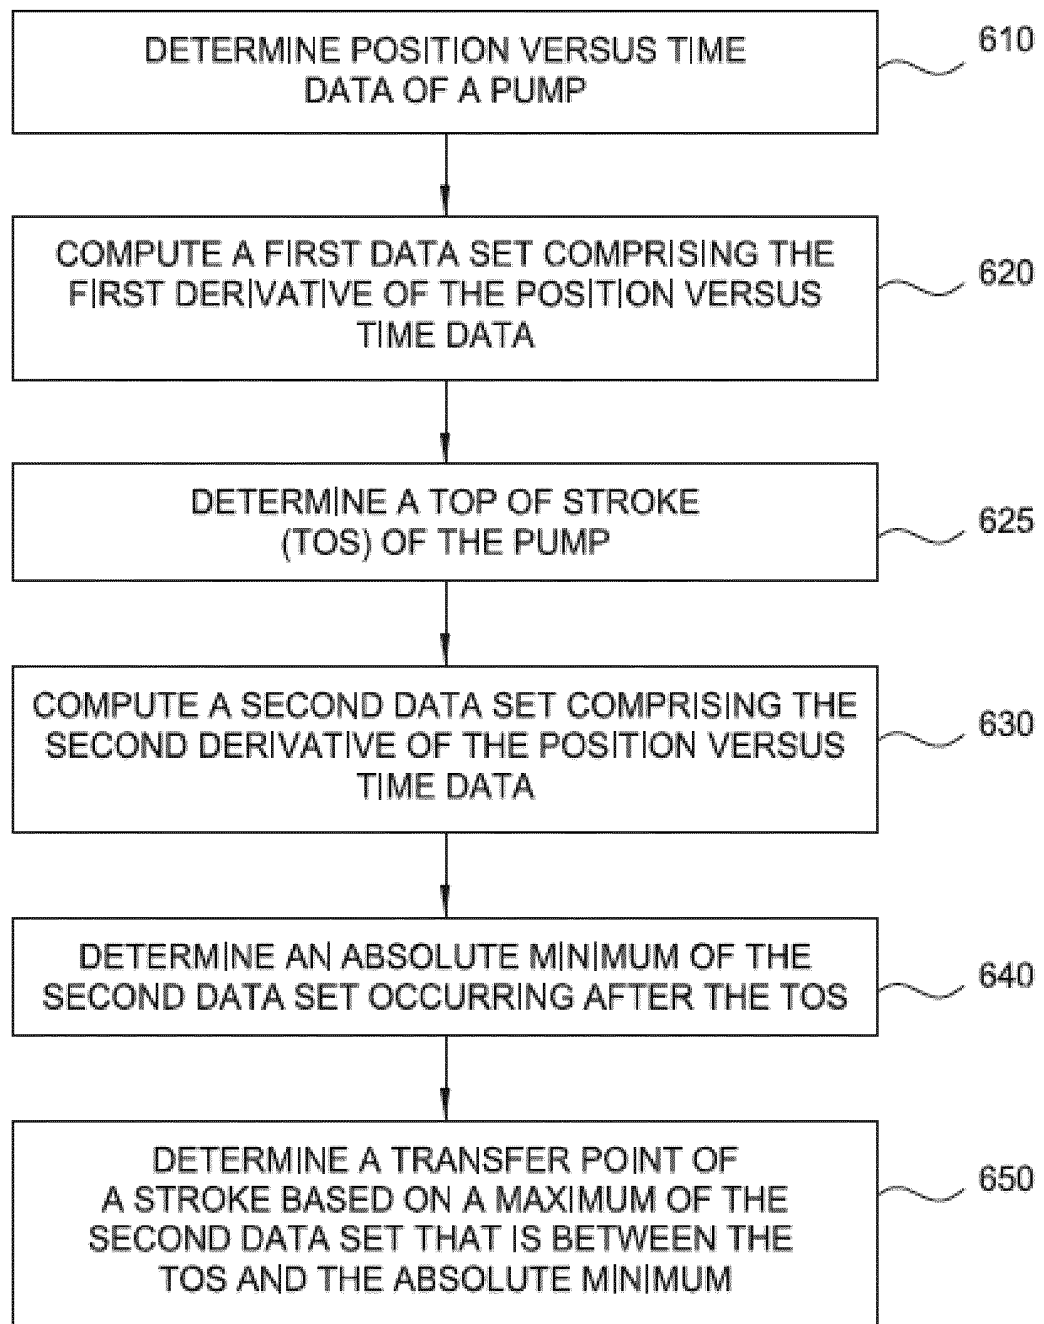 DETERMINE POSITION VERSUS TIME
DATA OF A PUMP
610
COMPUTE A FIRST DATA SET COMPRISING THE
FIRST DERIVATIVE OF THE POSITION VERSUS
TIME DATA
620
DETERMINE A TOP OF STROKE
(TOS) OF THE PUMP
625
COMPUTE A SECOND DATA SET COMPRISING THE
SECOND DERIVATIVE OF THE POSITION VERSUS
TIME DATA
630
DETERMINE AN ABSOLUTE MINIMUM OF THE
SECOND DATA SET OCCURRING AFTER THE TOS
640
DETERMINE A TRANSFER POINT OF
A STROKE BASED ON A MAXIMUM OF THE
SECOND DATA SET THAT IS BETWEEN THE
TOS AND THE ABSOLUTE MINIMUM
650